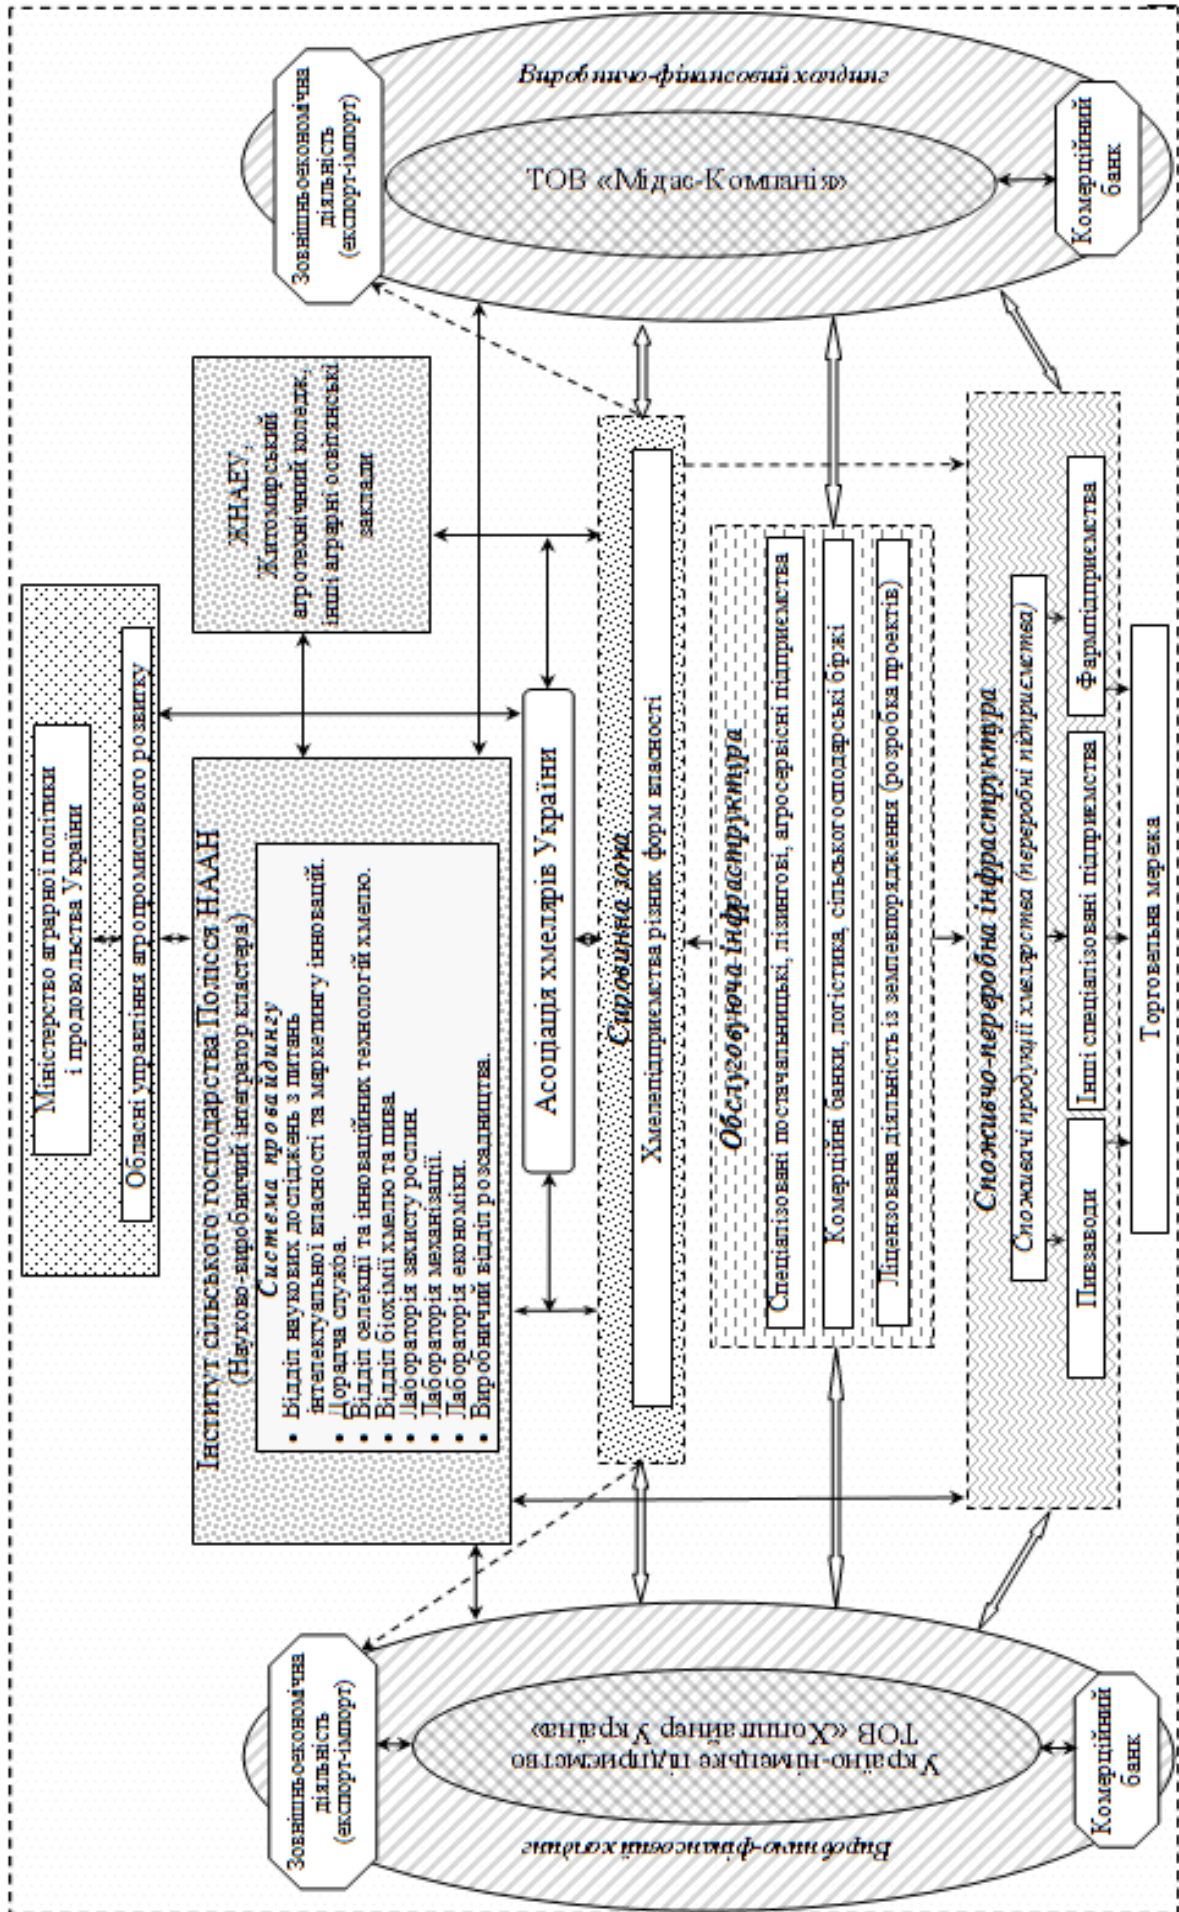 Міністерство аграрної політики
і продовольства України
Обласні управління агропромислового розвитку
Інститут сільського господарства Полісся НААН
(Науково-виробничий інтегратор кластера)
Система провайдингу
• Відділ наукових досліджень з питань
інтелектуальної власності та маркетингу інновацій.
• Дорадча служба.
• Відділ селекції та інноваційних технологій хмелю.
• Відділ біохімії хмелю та пива.
• Лабораторія захисту рослин.
• Лабораторія механізації.
• Лабораторія економіки.
• Виробничий відділ розсадництва.
ЖНАЕУ,
Житомирський
агротехнічний коледж,
інші аграрні освітянські
заклади
Асоціація хмелярів України
Сировинна зона
Хмелепідприємства різних форм власності
Обслуговуюча інфраструктура
Спеціалізовані постачальницькі, лізингові, агросервісні підприємства
Комерційні банки, логістика, сільськогосподарські біржі
Ліцензована діяльність із землевпорядження (розробка проектів)
Споживчо-переробна інфраструктура
Споживачі продукції хмелярства (переробні підприємства)
Пивзаводи
Інші спеціалізовані підприємства
Фармпідприємства
Торговельна мережа
Зовнішньоекономічна
діяльність
(експорт-імпорт)
Виробничо-фінансовий холдинг
Україно-німецьке підприємство
ТОВ «Хопштайнер Україна»
Комерційний
банк
Зовнішньоекономічна
діяльність
(експорт-імпорт)
Виробничо-фінансовий холдинг
ТОВ «Мідас-Компанія»
Комерційний
банк